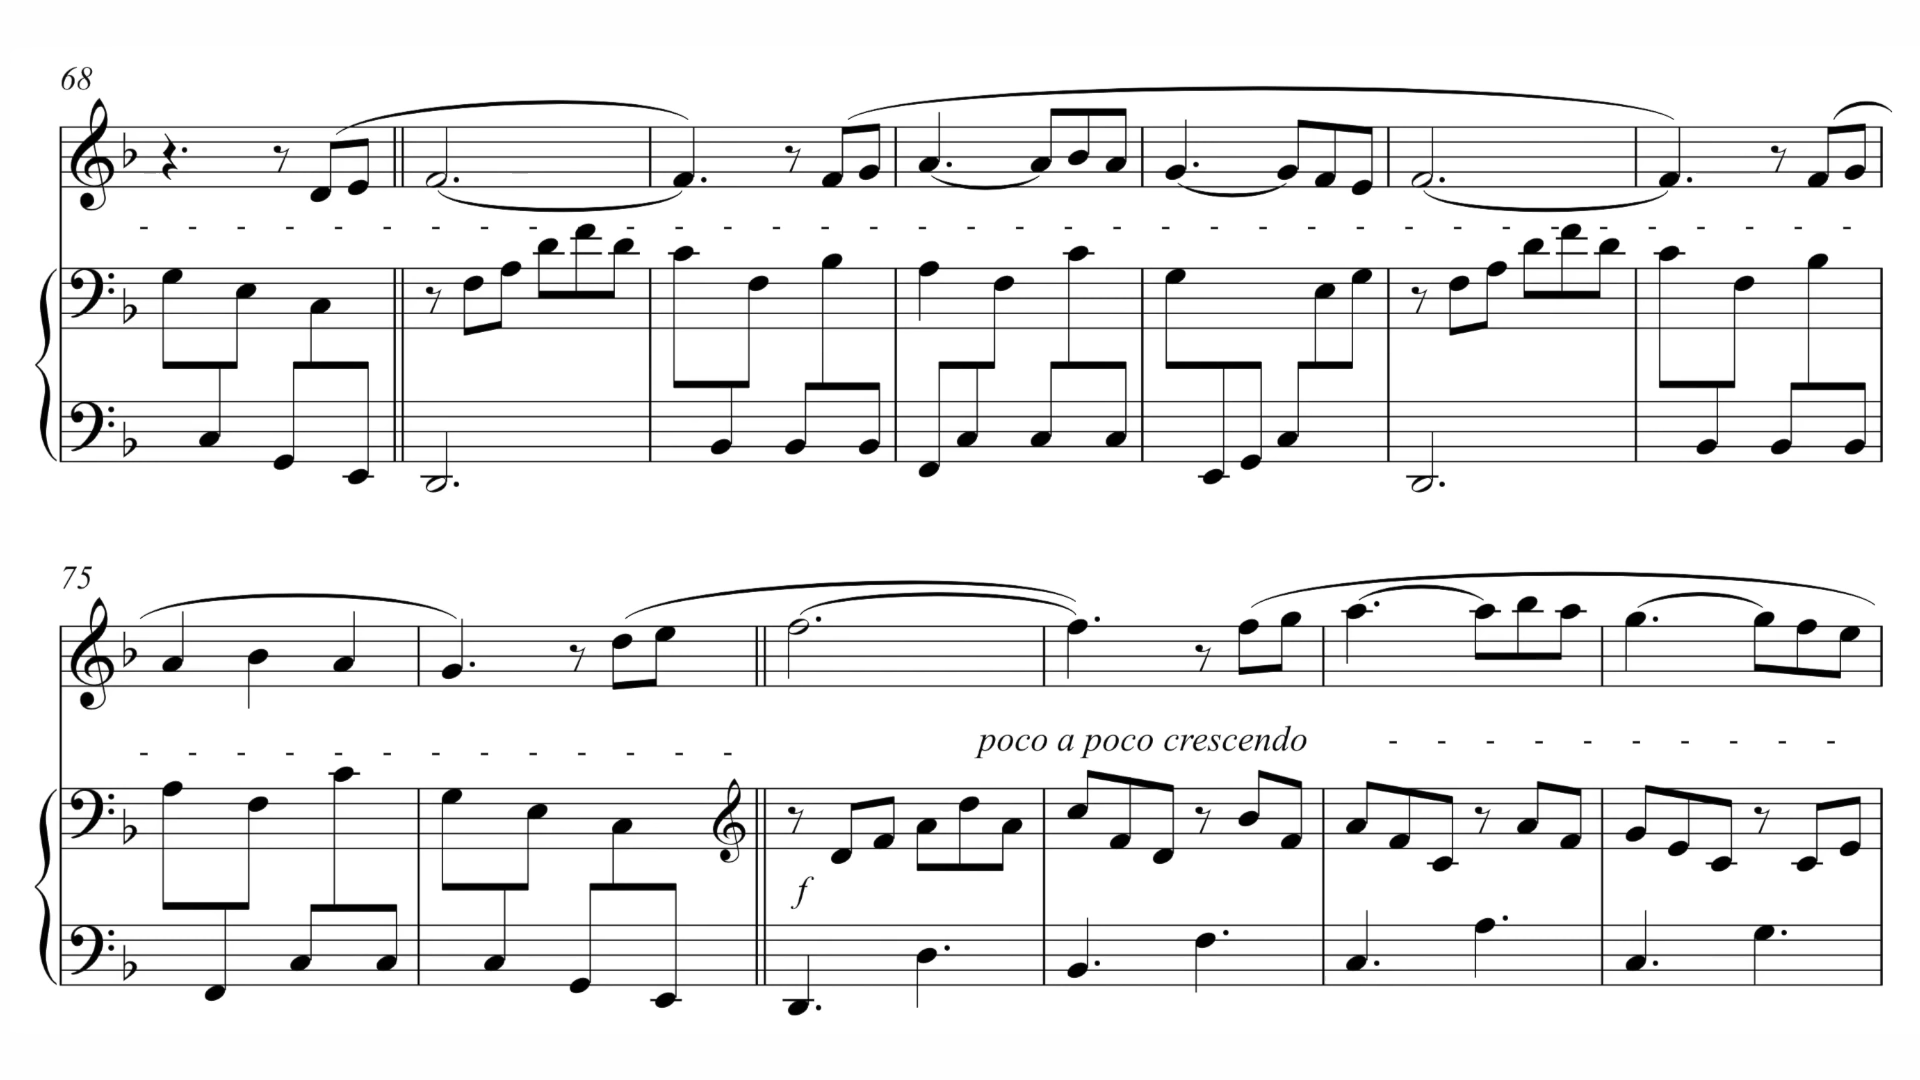 68
75
poco a poco crescendo - - - - - - - - - -
f